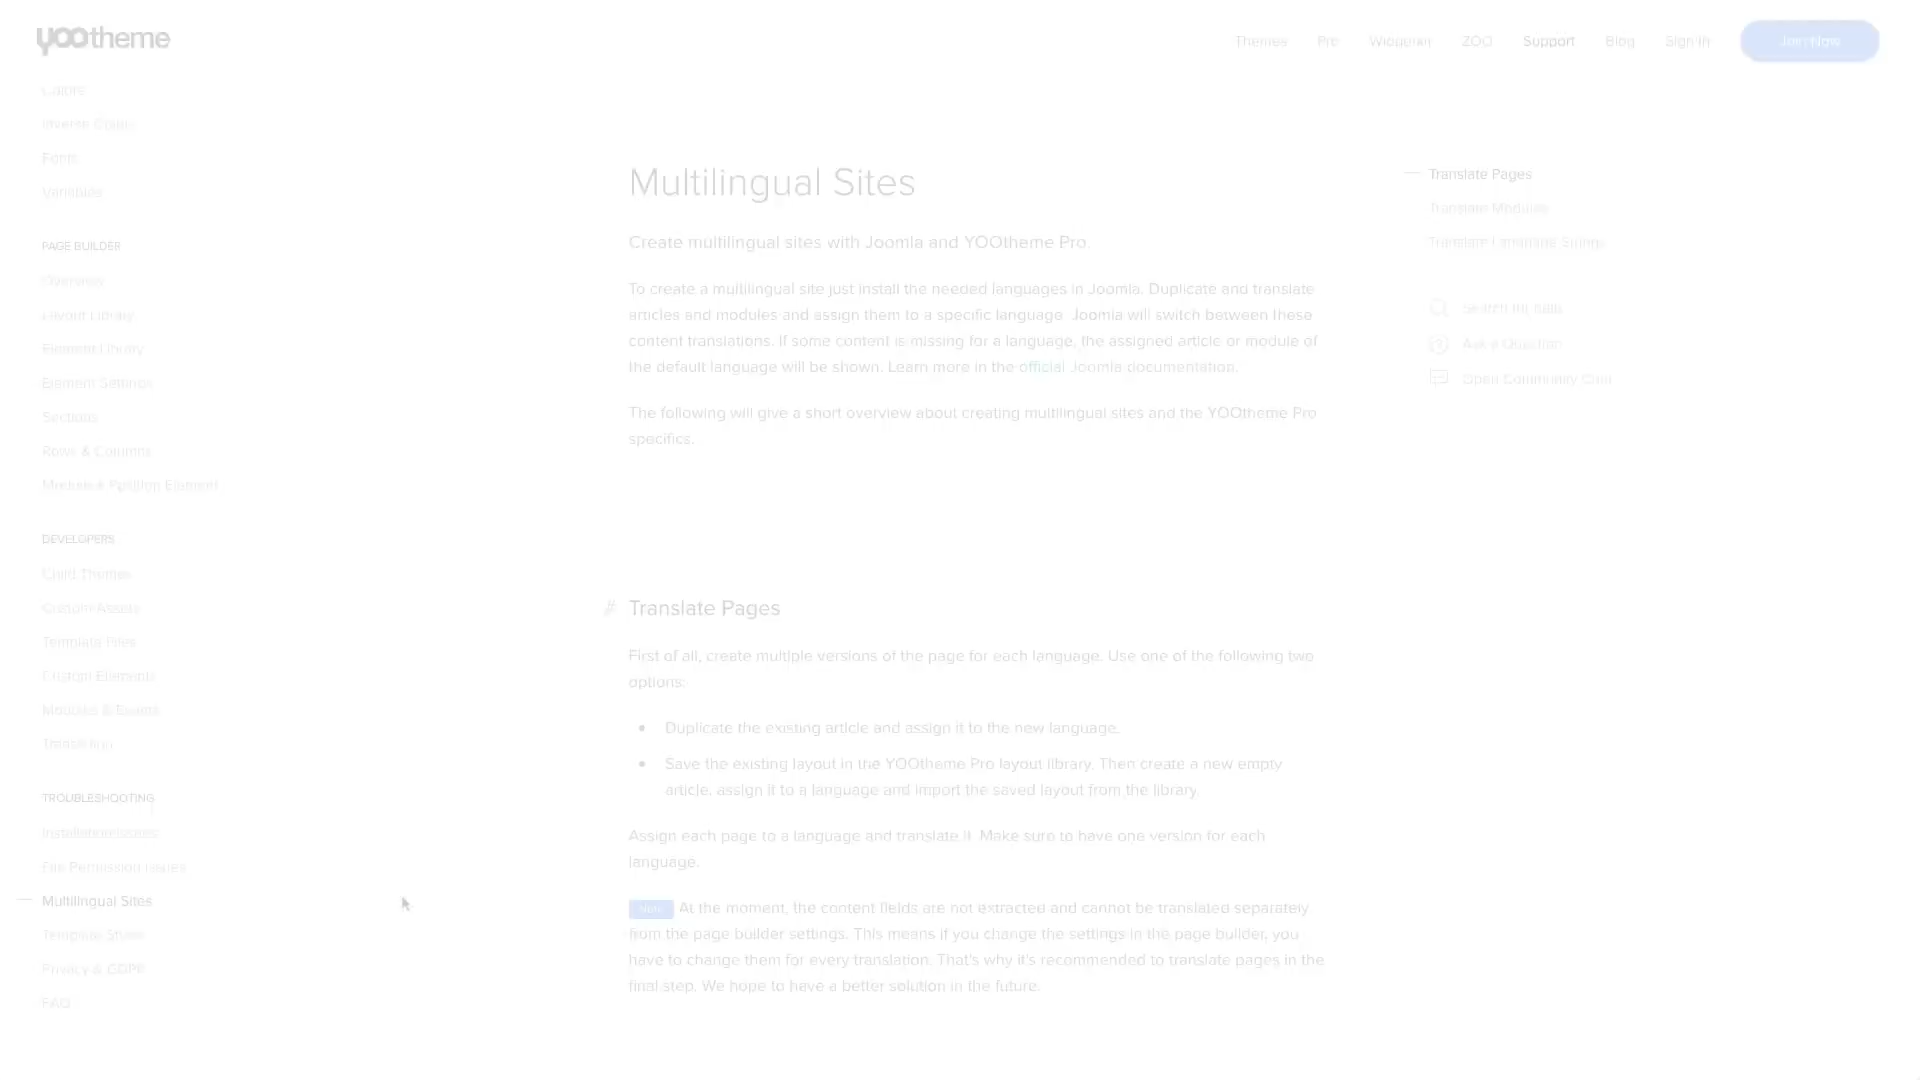 yootheme
Themes Pro Widgetkit ZOO Support Blog Sign In Join Now
Colors
Inverse Colors
Fonts
Variables
PAGE BUILDER
Overview
Layout Library
Element Library
Element Settings
Sections
Rows & Columns
Module & Position Element
DEVELOPERS
Child Themes
Custom Assets
Template Files
Custom Elements
Modules & Events
Translation
TROUBLESHOOTING
Installation Issues
File Permission Issues
Multilingual Sites
Privacy & GDPR
FAQ
Multilingual Sites
Create multilingual sites with Joomla and YOOtheme Pro.
To create a multilingual site just install the needed languages in Joomla. Duplicate and translate
articles and modules and assign them to a specific language. Joomla will switch between these
content translations. If some content is missing for a language, the assigned article or module of
the default language will be shown. Learn more in the official Joomla documentation.
The following will give a short overview about creating multilingual sites and the YOOtheme Pro
specifics.
# Translate Pages
First of all, create multiple versions of the page for each language. Use one of the following two
options:
• Duplicate the existing article and assign it to the new language.
• Save the existing layout in the YOOtheme Pro layout library. Then create a new empty
article, assign it to a language and import the saved layout from the library.
Assign each page to a language and translate it. Make sure to have one version for each
language.
Note At the moment, the content fields are not extracted and cannot be translated separately
from the page builder settings. This means if you change the settings in the page builder, you
have to change them for every translation. That's why it's recommended to translate pages in the
final step. We hope to have a better solution in the future.
Translate Pages
Translate Modules
Translate Language Strings
Search for Help
Ask a Question
Open Community Chat